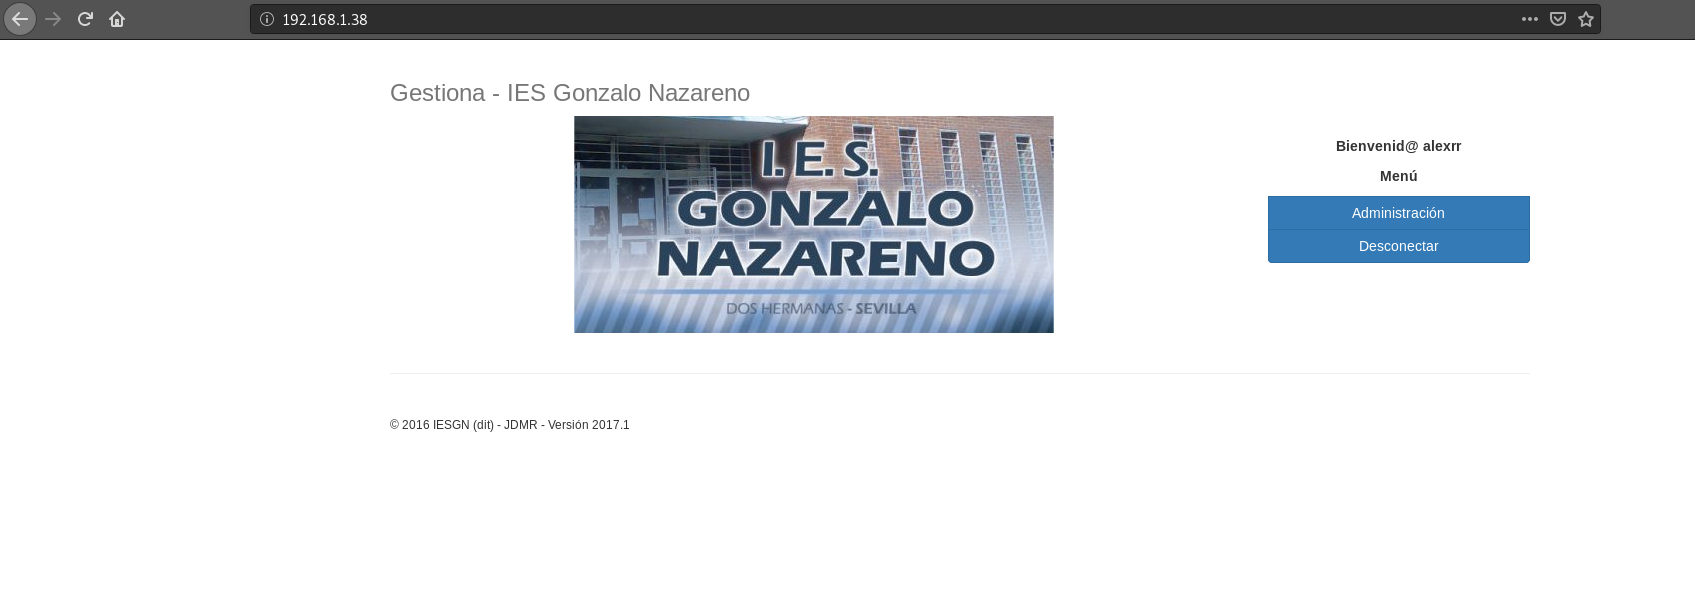 192.168.1.38
Gestiona - IES Gonzalo Nazareno
I.E.S.
GONZALO
NAZARENO
DOS HERMANAS - SEVILLA
Bienvenid@ alexrr
Menú
Administración
Desconectar
© 2016 IESGN (dit) - JDMR - Versión 2017.1